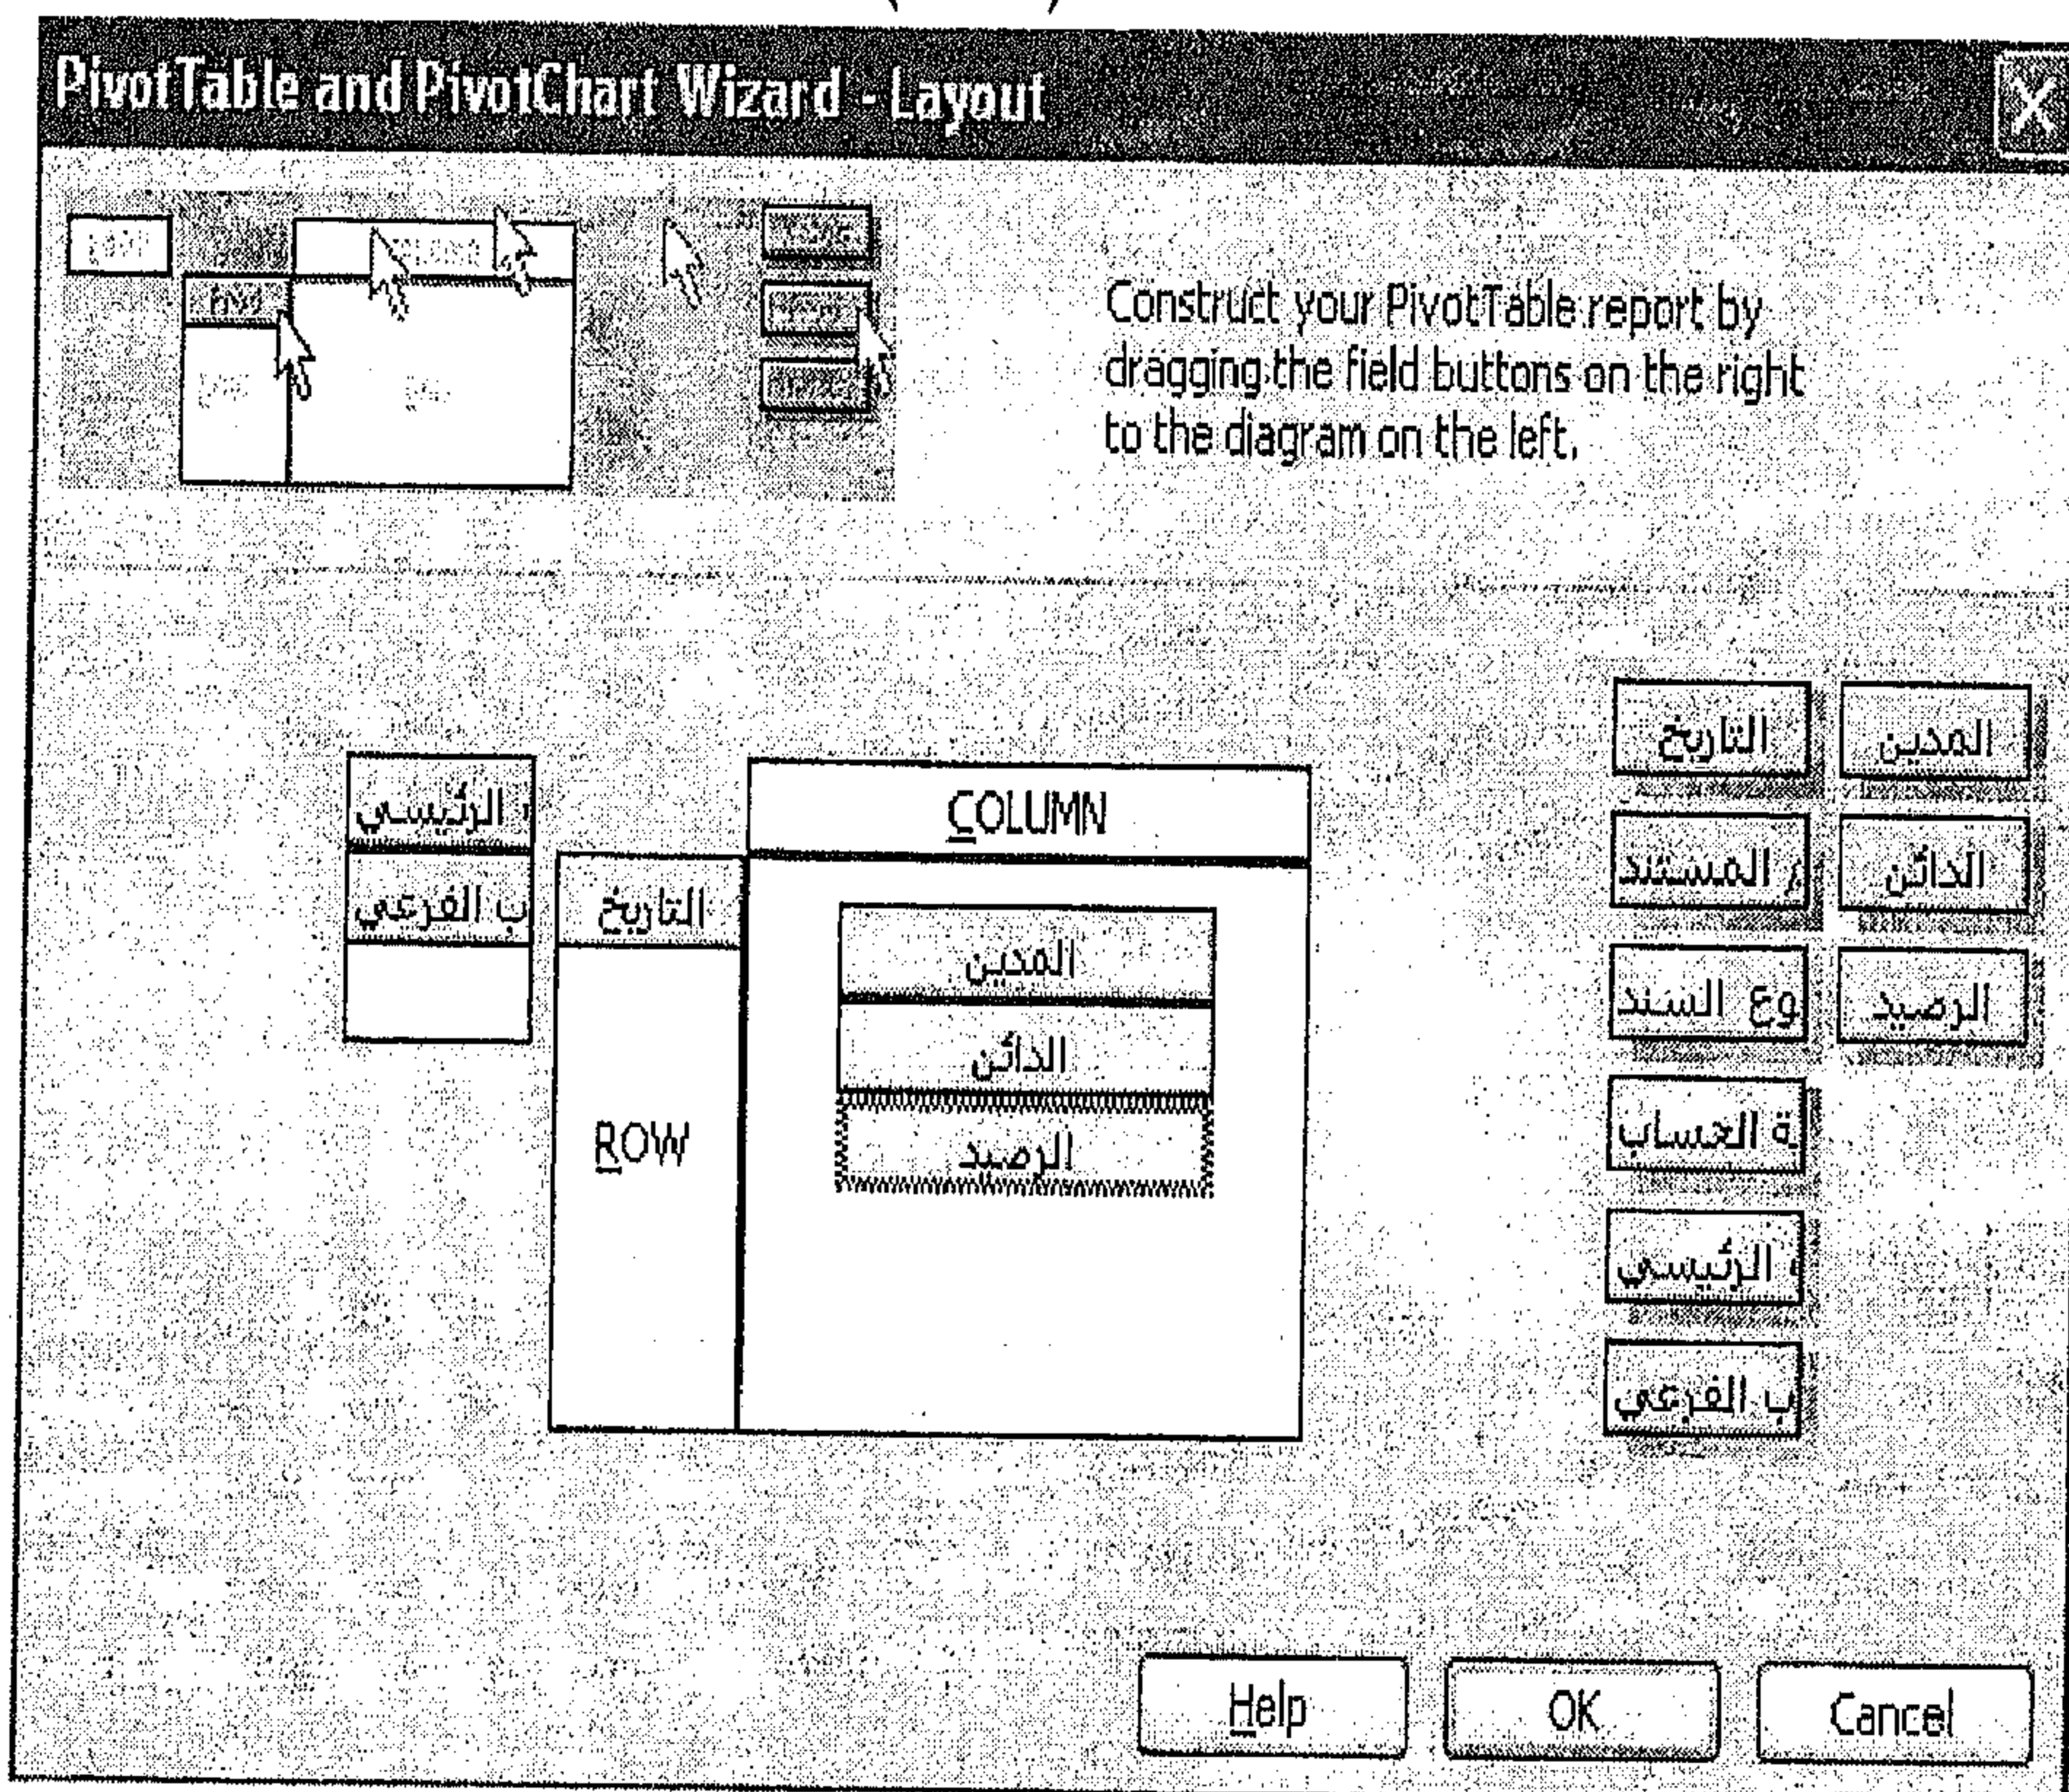 PivotTable and PivotChart Wizard - Layout
X
Construct your PivotTable report by
dragging the field buttons on the right
to the diagram on the left.
التاريخ
المدين
الرئيسي
COLUMN
المستند
الدائن
ب الفرعي
التاريخ
المدين
وع السند
الرصيد
الدائن
ROW
الرصيد
ية الحساب
الرئيسي
ب الفرعي
Help
OK
Cancel